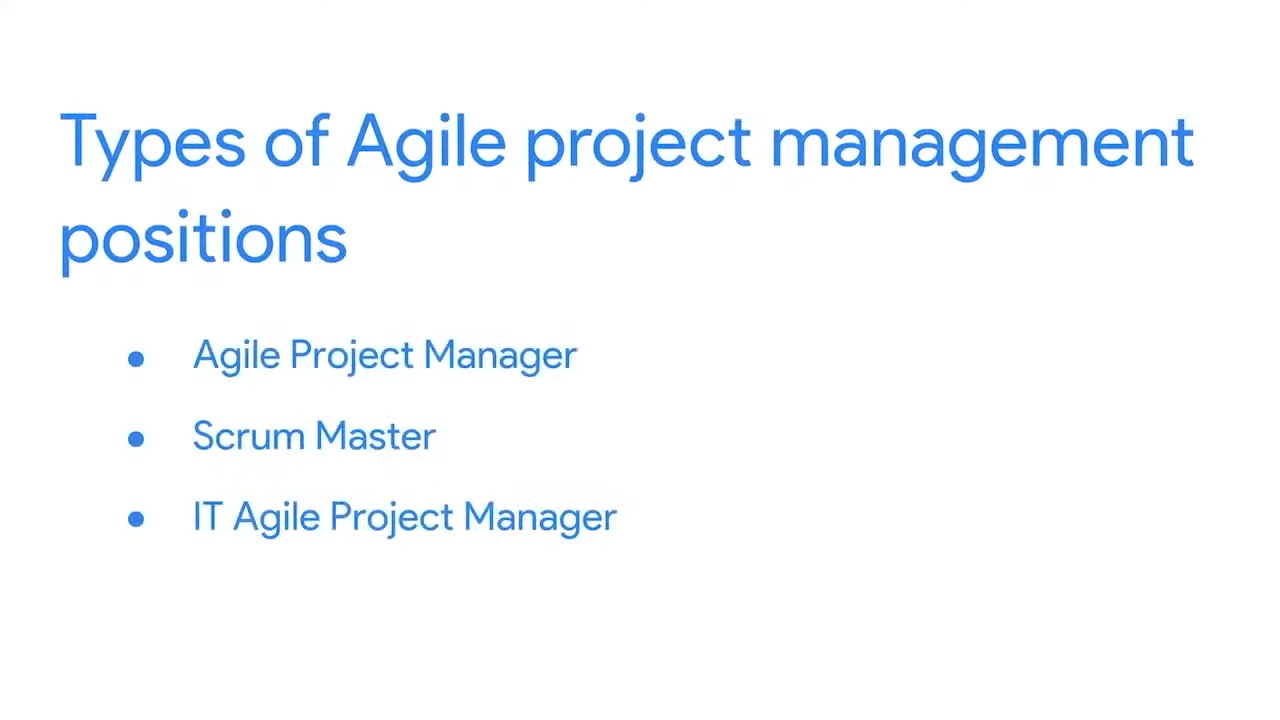 Types of Agile project management
positions
● Agile Project Manager
● Scrum Master
● IT Agile Project Manager